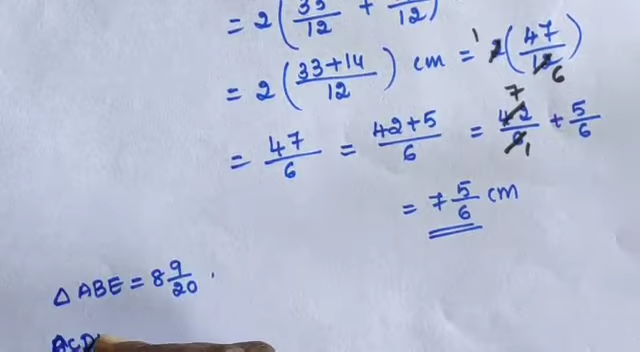 = 2 ( 33/12 + /12 )
= 2 ( 33+14/12 ) cm = 2 ( 47/12 ) 1 6
= 47/6 = 42+5/6 = 42/6 + 5/6 7 1
= 7 5/6 cm
△ ABE = 8 9/20 .
BCD